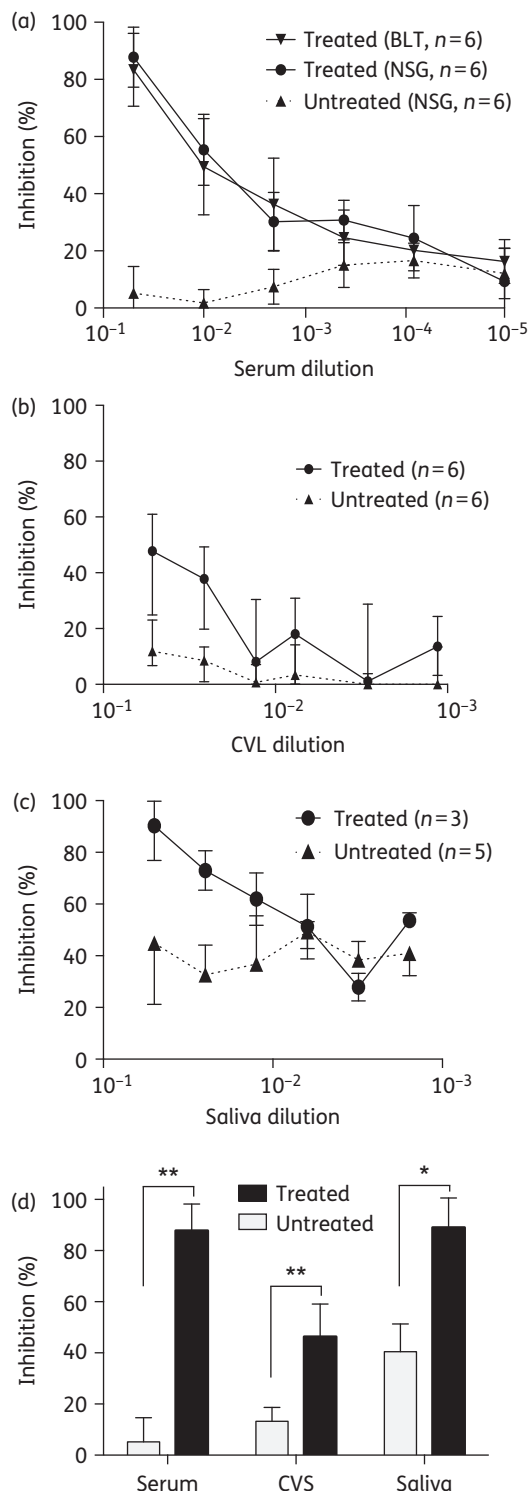 (a)
100
80
60
40
20
0
Inhibition (%)
Treated (BLT, n=6)
Treated (NSG, n=6)
Untreated (NSG, n=6)
10⁻¹ 10⁻² 10⁻³ 10⁻⁴ 10⁻⁵
Serum dilution
(b)
100
80
60
40
20
0
Inhibition (%)
Treated (n=6)
Untreated (n=6)
10⁻¹ 10⁻² 10⁻³
CVL dilution
(c)
100
80
60
40
20
0
Inhibition (%)
Treated (n=3)
Untreated (n=5)
10⁻¹ 10⁻² 10⁻³
Saliva dilution
(d)
100
80
60
40
20
0
Inhibition (%)
** ** *
Treated
Untreated
Serum CVS Saliva